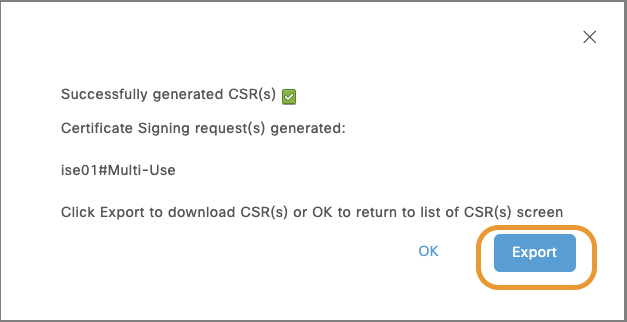 Successfully generated CSR(s) ✅
Certificate Signing request(s) generated:
ise01#Multi-Use
Click Export to download CSR(s) or OK to return to list of CSR(s) screen
OK
Export